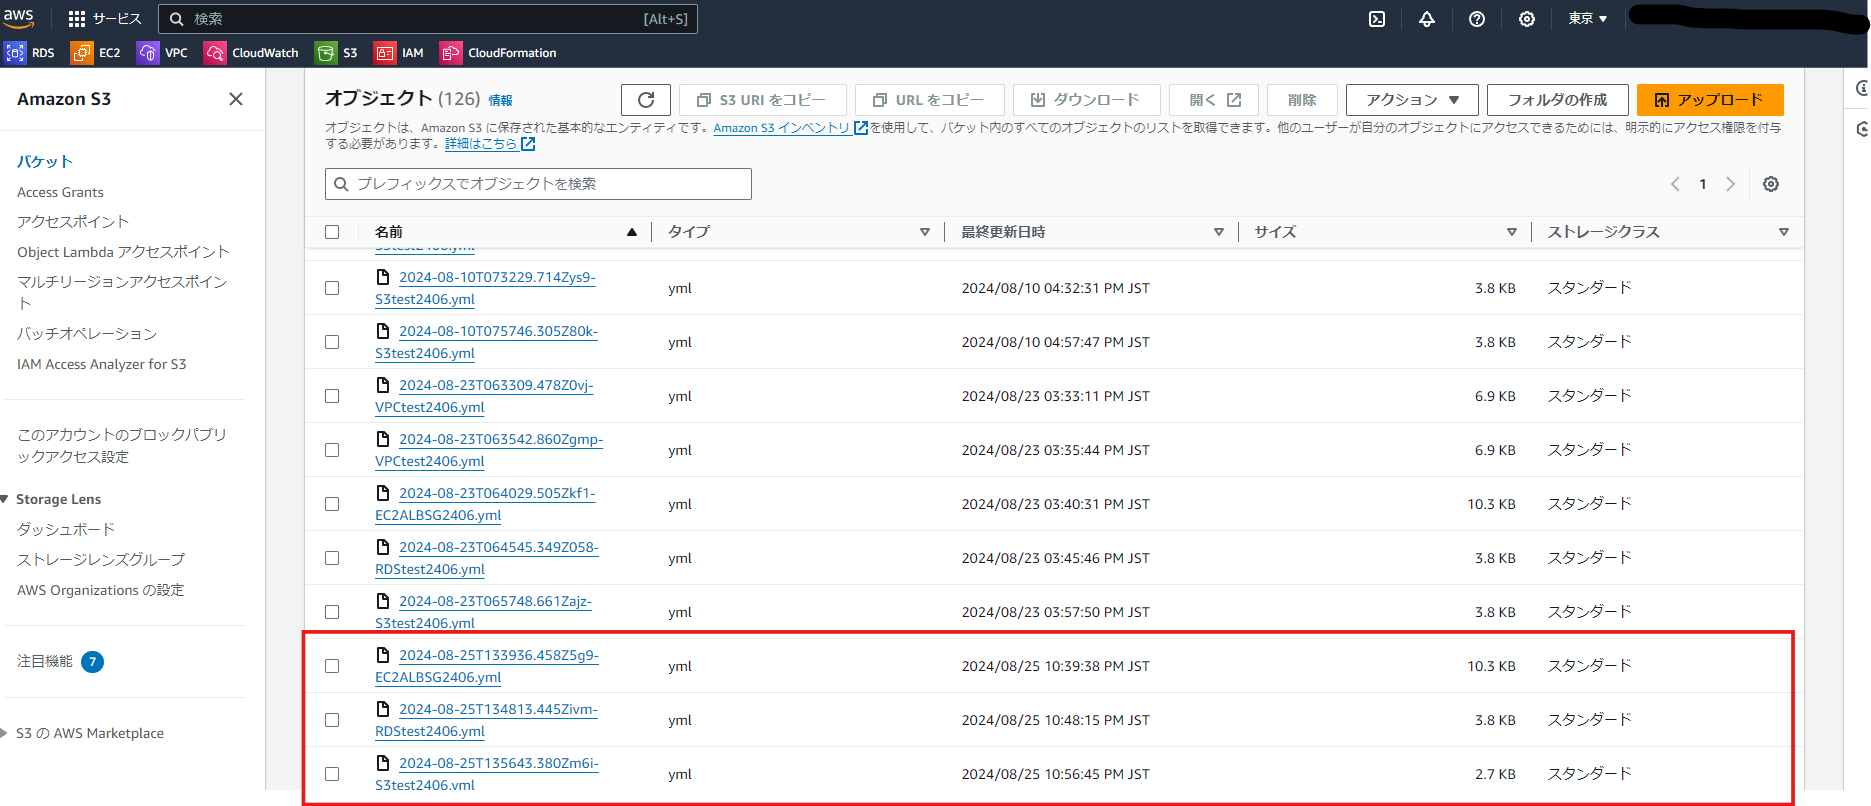 aws
サービス
検索
[Alt+S]
東京 ▼
RDS
EC2
VPC
CloudWatch
S3
IAM
CloudFormation
Amazon S3
バケット
Access Grants
アクセスポイント
Object Lambda アクセスポイント
マルチリージョンアクセスポイン
ト
バッチオペレーション
IAM Access Analyzer for S3
このアカウントのブロックパブリ
ックアクセス設定
Storage Lens
ダッシュボード
ストレージレンズグループ
AWS Organizations の設定
注目機能 7
S3 の AWS Marketplace
オブジェクト (126) 情報
S3 URI をコピー
URL をコピー
ダウンロード
開く
削除
アクション ▼
フォルダの作成
アップロード
オブジェクトは、Amazon S3 に保存された基本的なエンティティです。Amazon S3 インベントリ を使用して、バケット内のすべてのオブジェクトのリストを取得できます。他のユーザーが自分のオブジェクトにアクセスできるためには、明示的にアクセス権限を付与
する必要があります。詳細はこちら
プレフィックスでオブジェクトを検索
1
名前 ▲ タイプ 最終更新日時 サイズ ストレージクラス
S3test2406.yml
2024-08-10T073229.714Zys9-
S3test2406.yml
yml 2024/08/10 04:32:31 PM JST 3.8 KB スタンダード
2024-08-10T075746.305Z80k-
S3test2406.yml
yml 2024/08/10 04:57:47 PM JST 3.8 KB スタンダード
2024-08-23T063309.478Z0vj-
VPCtest2406.yml
yml 2024/08/23 03:33:11 PM JST 6.9 KB スタンダード
2024-08-23T063542.860Zgmp-
VPCtest2406.yml
yml 2024/08/23 03:35:44 PM JST 6.9 KB スタンダード
2024-08-23T064029.505Zkf1-
EC2ALBSG2406.yml
yml 2024/08/23 03:40:31 PM JST 10.3 KB スタンダード
2024-08-23T064545.349Z058-
RDStest2406.yml
yml 2024/08/23 03:45:46 PM JST 3.8 KB スタンダード
2024-08-23T065748.661Zajz-
S3test2406.yml
yml 2024/08/23 03:57:50 PM JST 3.8 KB スタンダード
2024-08-25T133936.458Z5g9-
EC2ALBSG2406.yml
yml 2024/08/25 10:39:38 PM JST 10.3 KB スタンダード
2024-08-25T134813.445Zivm-
RDStest2406.yml
yml 2024/08/25 10:48:15 PM JST 3.8 KB スタンダード
2024-08-25T135643.380Zm6i-
S3test2406.yml
yml 2024/08/25 10:56:45 PM JST 2.7 KB スタンダード